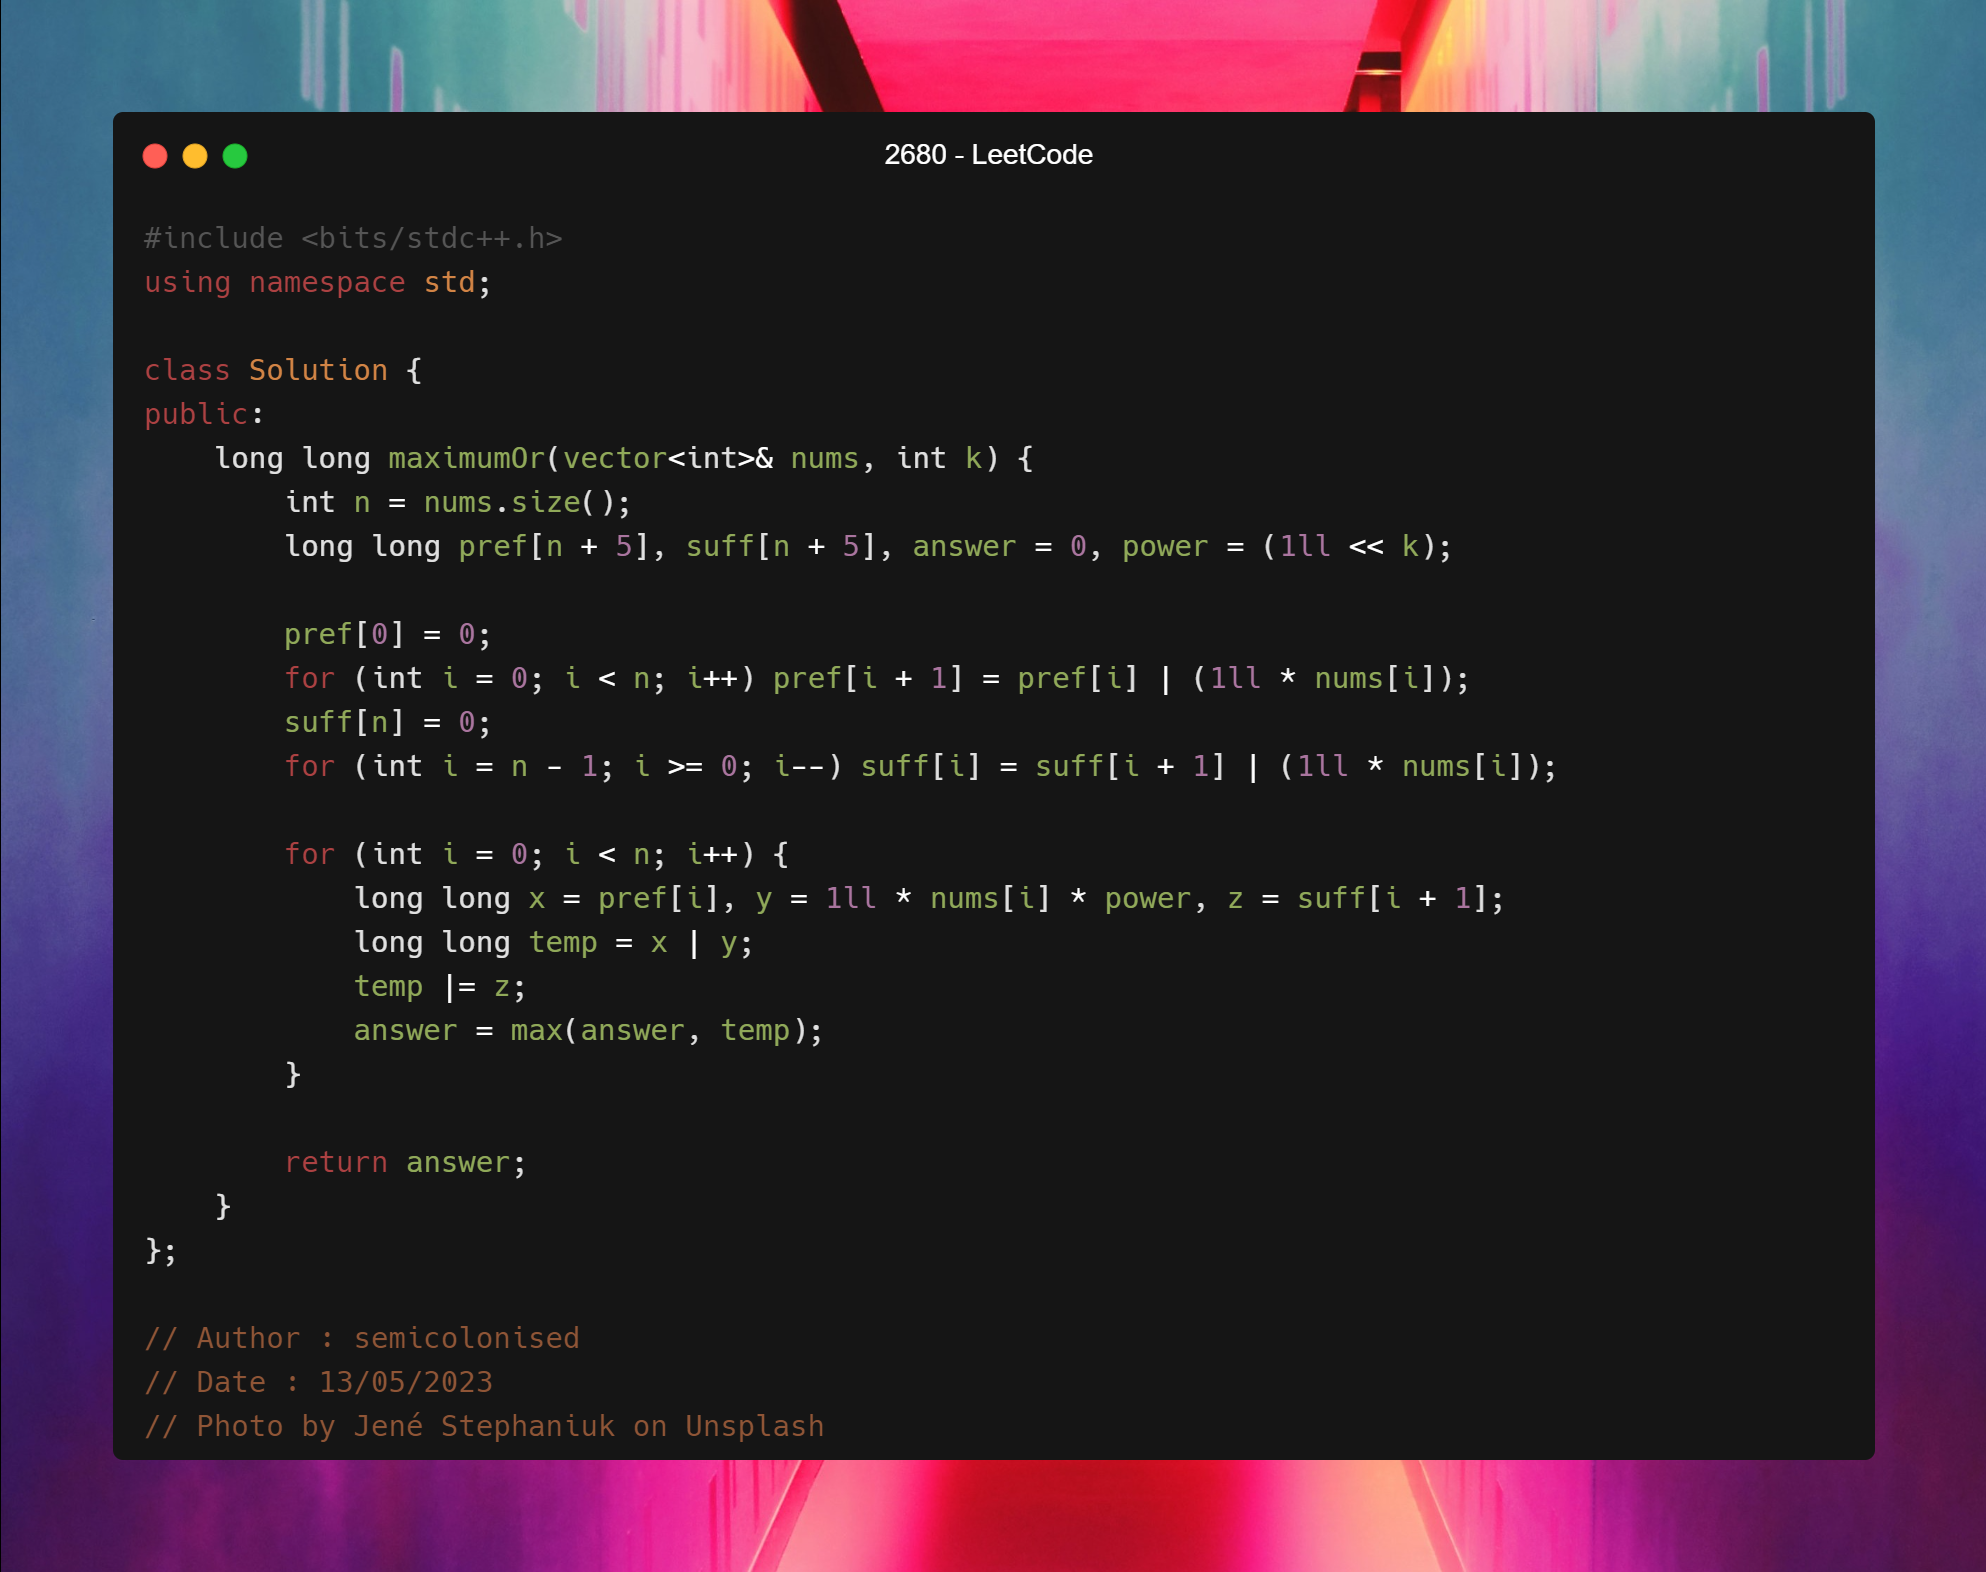 2680 - LeetCode
#include <bits/stdc++.h>
using namespace std;
class Solution {
public:
    long long maximumOr(vector<int>& nums, int k) {
        int n = nums.size();
        long long pref[n + 5], suff[n + 5], answer = 0, power = (1ll << k);
        pref[0] = 0;
        for (int i = 0; i < n; i++) pref[i + 1] = pref[i] | (1ll * nums[i]);
        suff[n] = 0;
        for (int i = n - 1; i >= 0; i--) suff[i] = suff[i + 1] | (1ll * nums[i]);
        for (int i = 0; i < n; i++) {
            long long x = pref[i], y = 1ll * nums[i] * power, z = suff[i + 1];
            long long temp = x | y;
            temp |= z;
            answer = max(answer, temp);
        }
        return answer;
    }
};
// Author : semicolonised
// Date : 13/05/2023
// Photo by Jené Stephaniuk on Unsplash